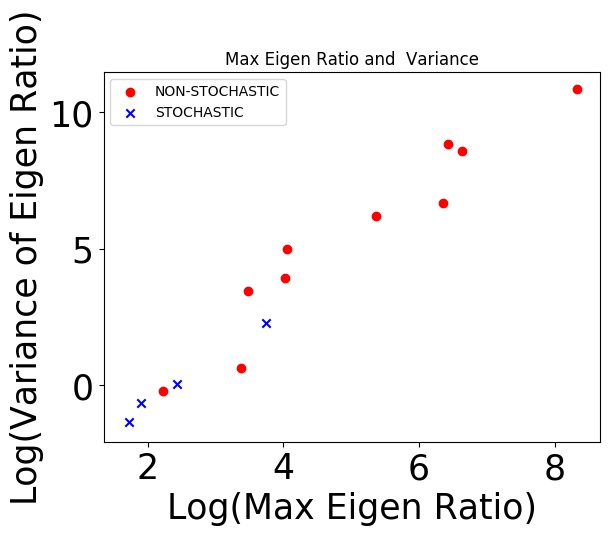 Max Eigen Ratio and  Variance
NON-STOCHASTIC
STOCHASTIC
Log(Variance of Eigen Ratio)
10
5
0
2 4 6 8
Log(Max Eigen Ratio)